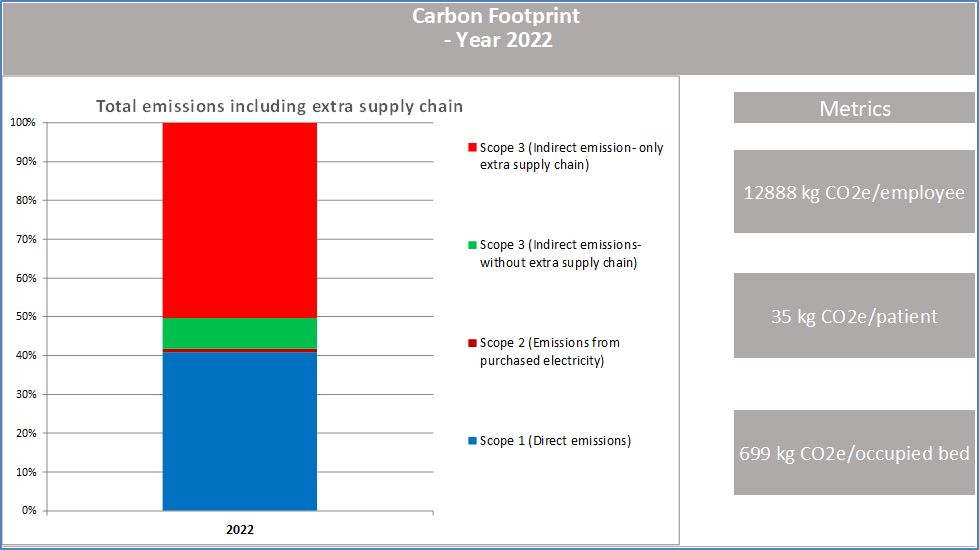 Carbon Footprint
- Year 2022
Total emissions including extra supply chain
100%
90%
80%
70%
60%
50%
40%
30%
20%
10%
0%
2022
Scope 3 (Indirect emission- only
extra supply chain)
Scope 3 (Indirect emissions-
without extra supply chain)
Scope 2 (Emissions from
purchased electricity)
Scope 1 (Direct emissions)
Metrics
12888 kg CO2e/employee
35 kg CO2e/patient
699 kg CO2e/occupied bed